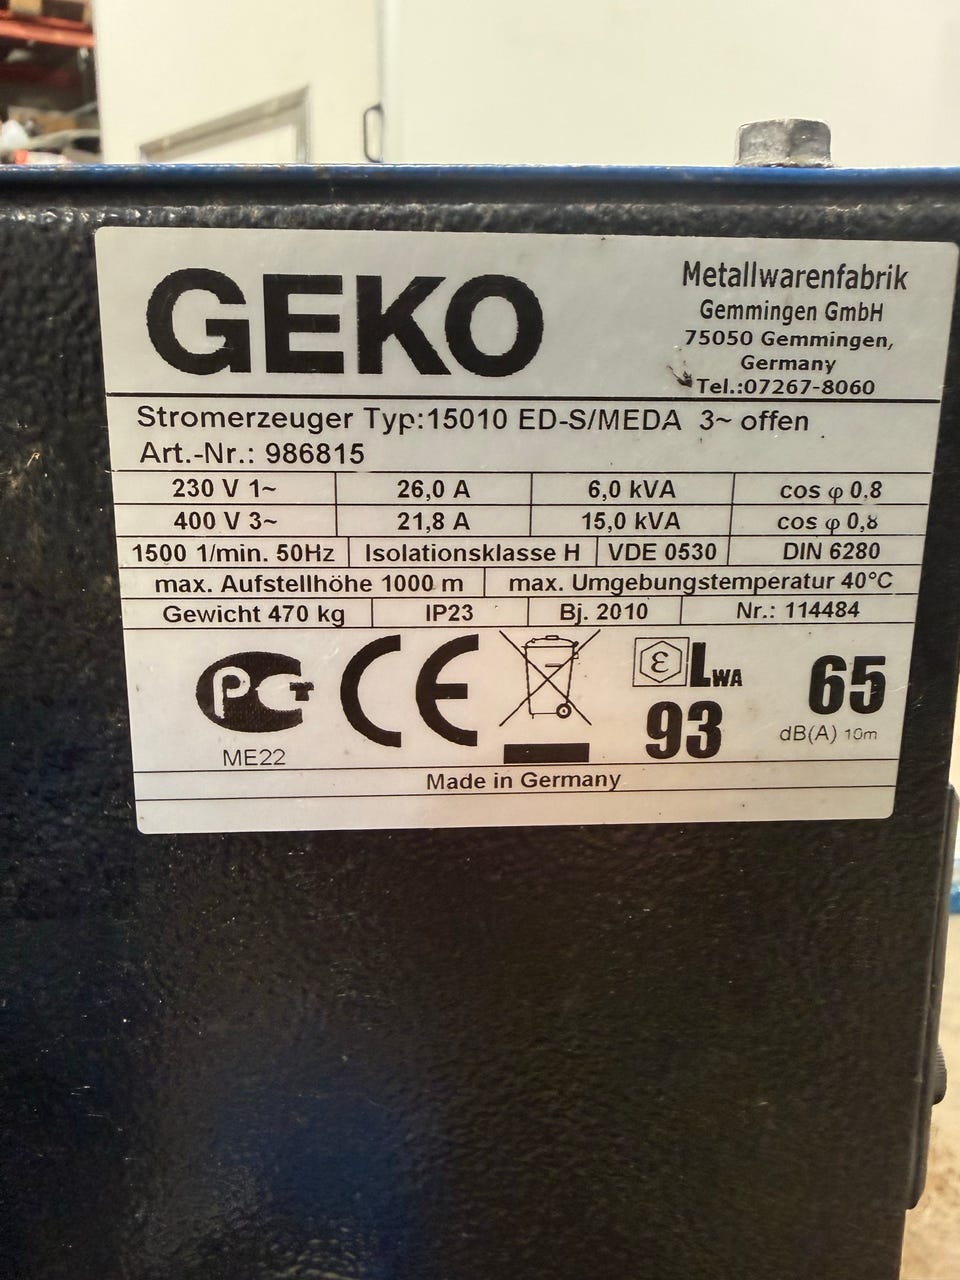 GEKO
Metallwarenfabrik
Gemmingen GmbH
75050 Gemmingen,
Germany
Tel.:07267-8060
Stromerzeuger Typ:15010 ED-S/MEDA 3~ offen
Art.-Nr.: 986815
230 V 1~ 26,0 A 6,0 kVA cos φ 0,8
400 V 3~ 21,8 A 15,0 kVA cos φ 0,8
1500 1/min. 50Hz Isolationsklasse H VDE 0530 DIN 6280
max. Aufstellhöhe 1000 m max. Umgebungstemperatur 40°C
Gewicht 470 kg IP23 Bj. 2010 Nr.: 114484
PCT
ME22
CE
ε
LWA
93
65
dB(A) 10m
Made in Germany